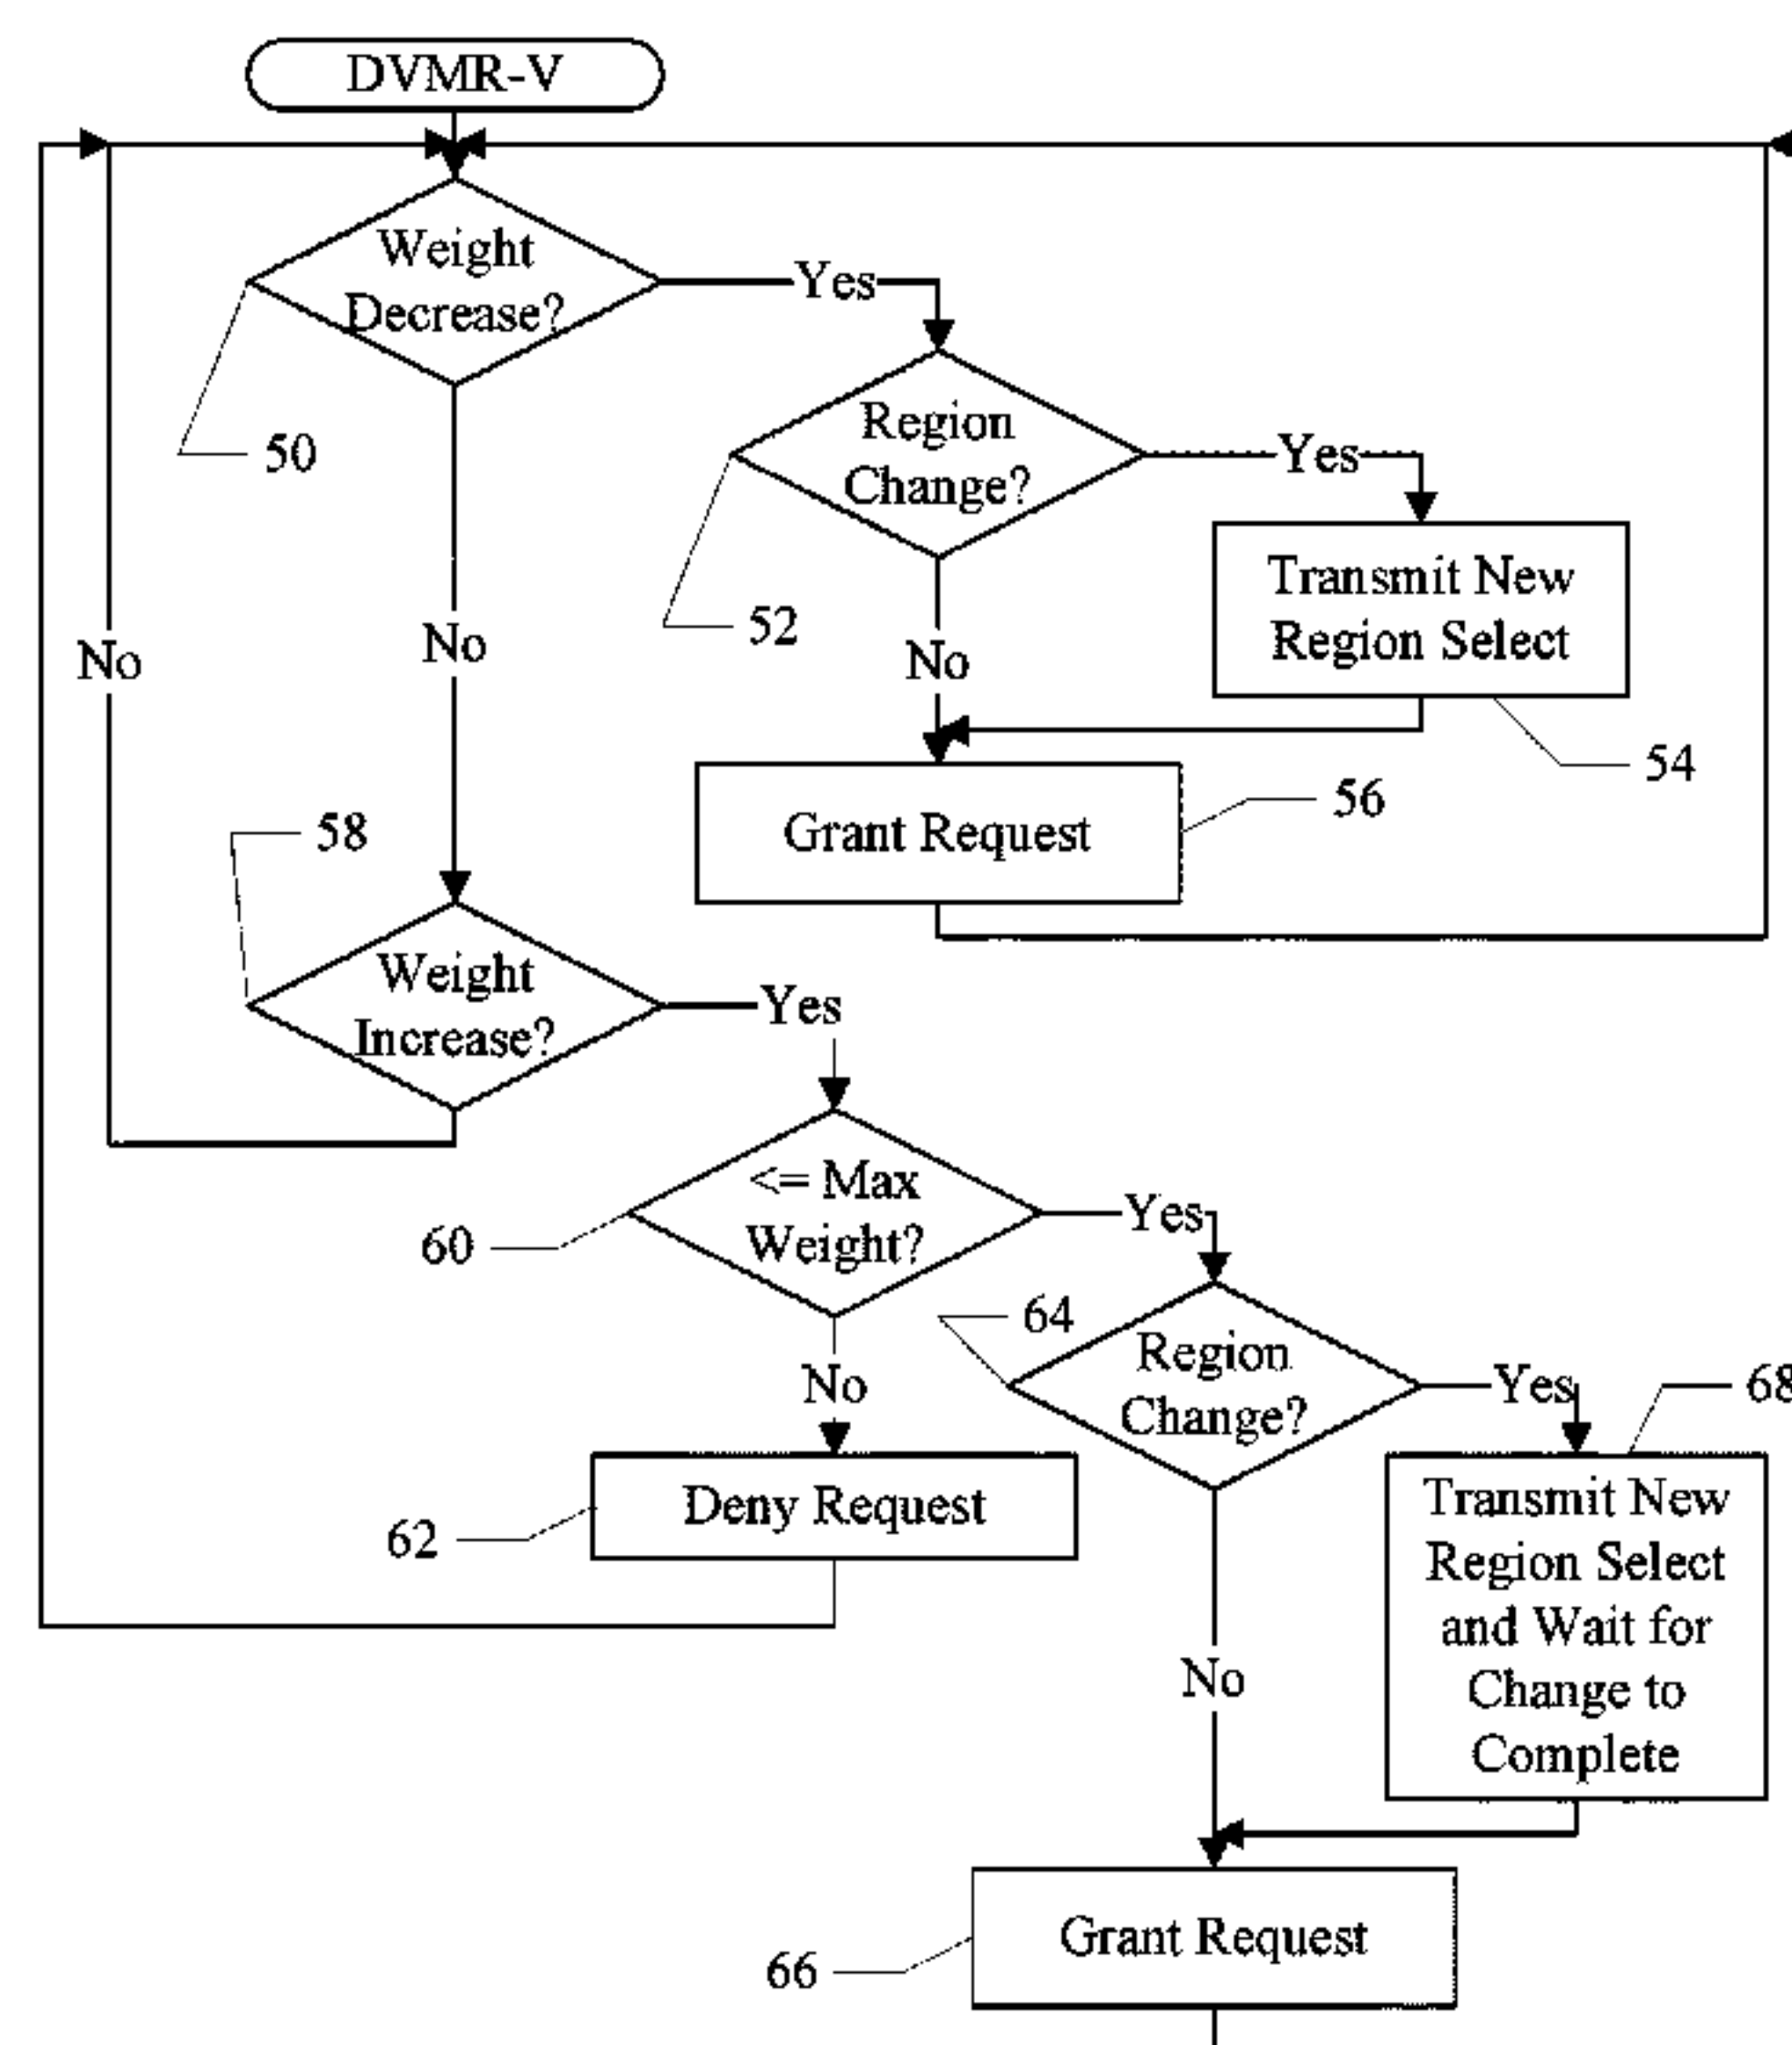 DVMR-V
Weight
Decrease?
Yes
50
Region
Change?
Yes
52
Transmit New
Region Select
54
No
No
No
Grant Request
56
58
Weight
Increase?
Yes
<= Max
Weight?
Yes
60
64
Region
Change?
Yes
68
No
Deny Request
62
Transmit New
Region Select
and Wait for
Change to
Complete
No
Grant Request
66